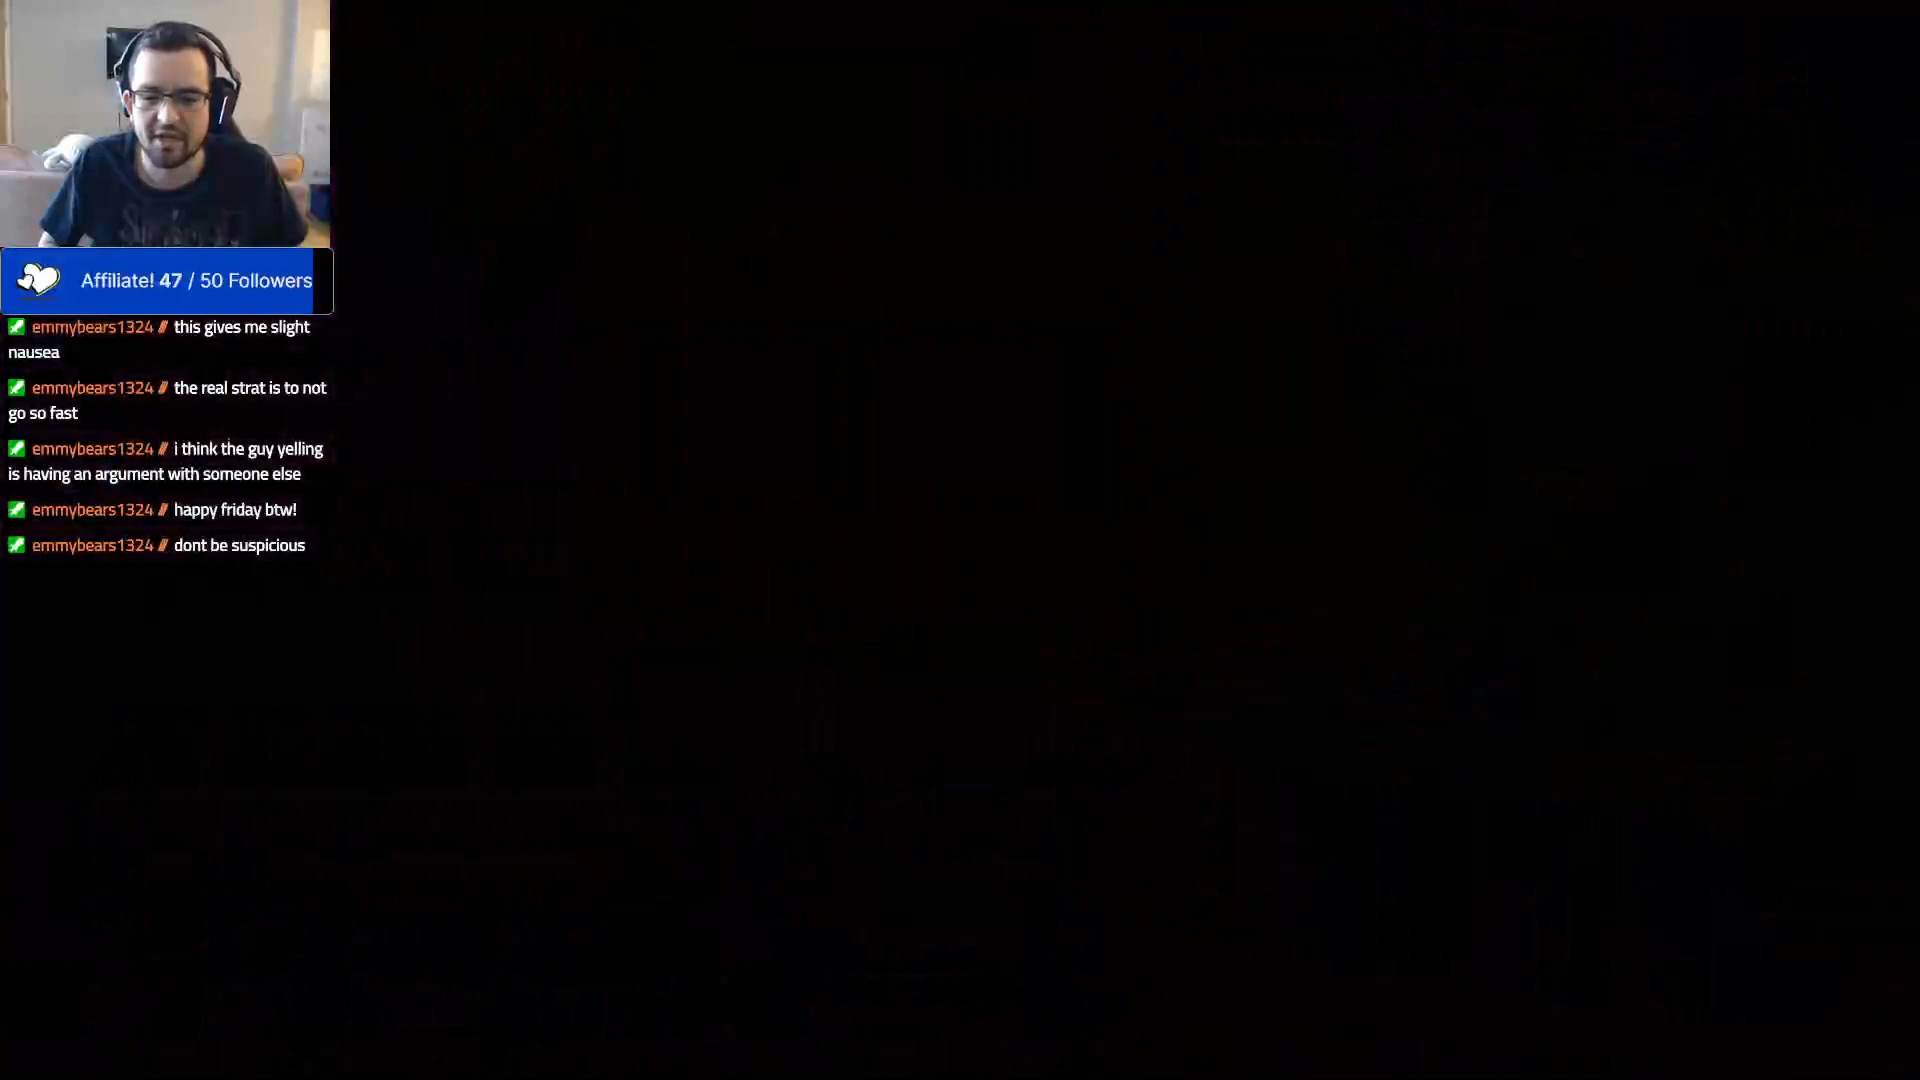 Affiliate! 47 / 50 Followers
emmybears1324 // this gives me slight
nausea
emmybears1324 // the real strat is to not
go so fast
emmybears1324 // i think the guy yelling
is having an argument with someone else
emmybears1324 // happy friday btw!
emmybears1324 // dont be suspicious